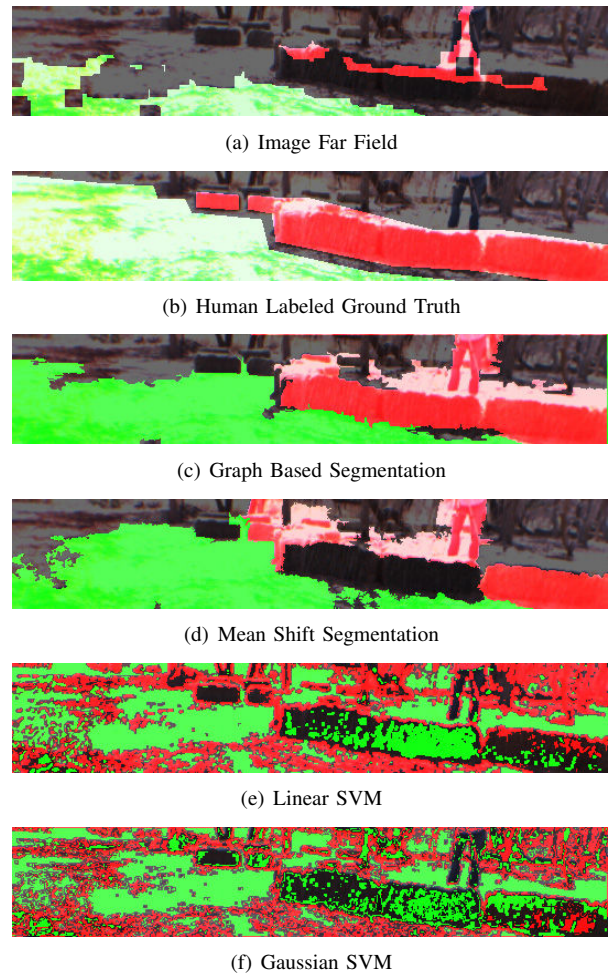 (a) Image Far Field
(b) Human Labeled Ground Truth
(c) Graph Based Segmentation
(d) Mean Shift Segmentation
(e) Linear SVM
(f) Gaussian SVM